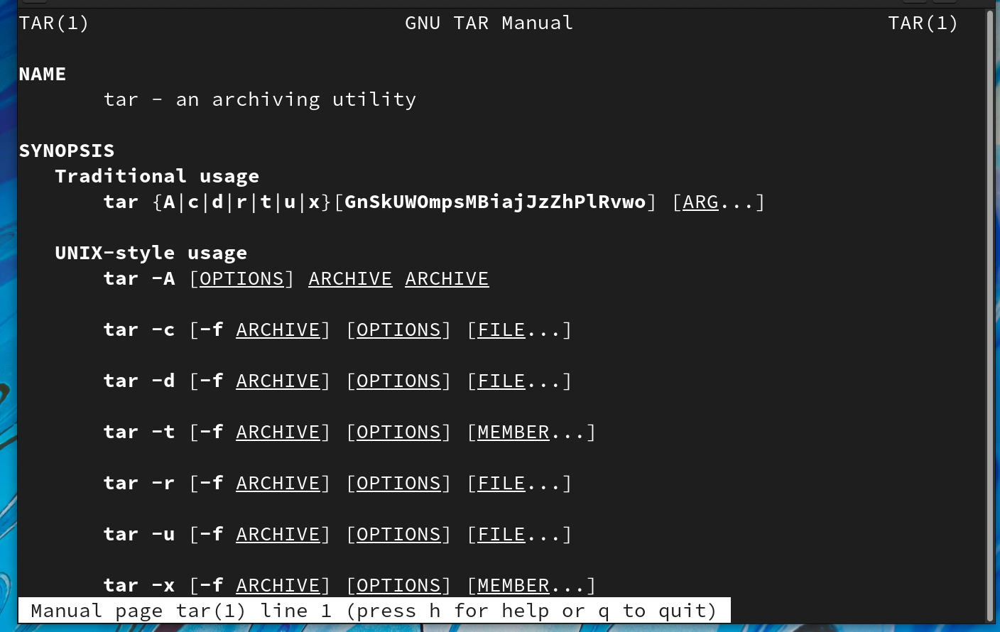 TAR(1) GNU TAR Manual TAR(1)
NAME
tar - an archiving utility
SYNOPSIS
Traditional usage
tar {A|c|d|r|t|u|x}[GnSkUWOmpsMBiajJzZhPlRvwo] [ARG...]
UNIX-style usage
tar -A [OPTIONS] ARCHIVE ARCHIVE
tar -c [-f ARCHIVE] [OPTIONS] [FILE...]
tar -d [-f ARCHIVE] [OPTIONS] [FILE...]
tar -t [-f ARCHIVE] [OPTIONS] [MEMBER...]
tar -r [-f ARCHIVE] [OPTIONS] [FILE...]
tar -u [-f ARCHIVE] [OPTIONS] [FILE...]
tar -x [-f ARCHIVE] [OPTIONS] [MEMBER...]
Manual page tar(1) line 1 (press h for help or q to quit)